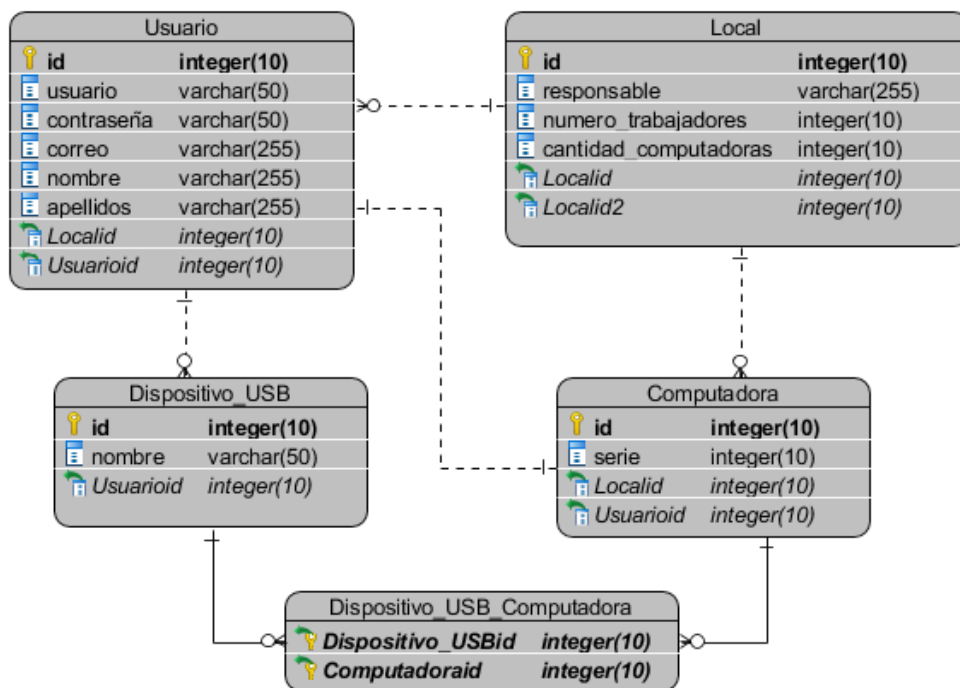 Usuario
id integer(10)
usuario varchar(50)
contraseña varchar(50)
correo varchar(255)
nombre varchar(255)
apellidos varchar(255)
Localid integer(10)
Usuarioid integer(10)
Local
id integer(10)
responsable varchar(255)
numero_trabajadores integer(10)
cantidad_computadoras integer(10)
Localid integer(10)
Localid2 integer(10)
Dispositivo_USB
id integer(10)
nombre varchar(50)
Usuarioid integer(10)
Computadora
id integer(10)
serie integer(10)
Localid integer(10)
Usuarioid integer(10)
Dispositivo_USB_Computadora
Dispositivo_USBid integer(10)
Computadoraid integer(10)